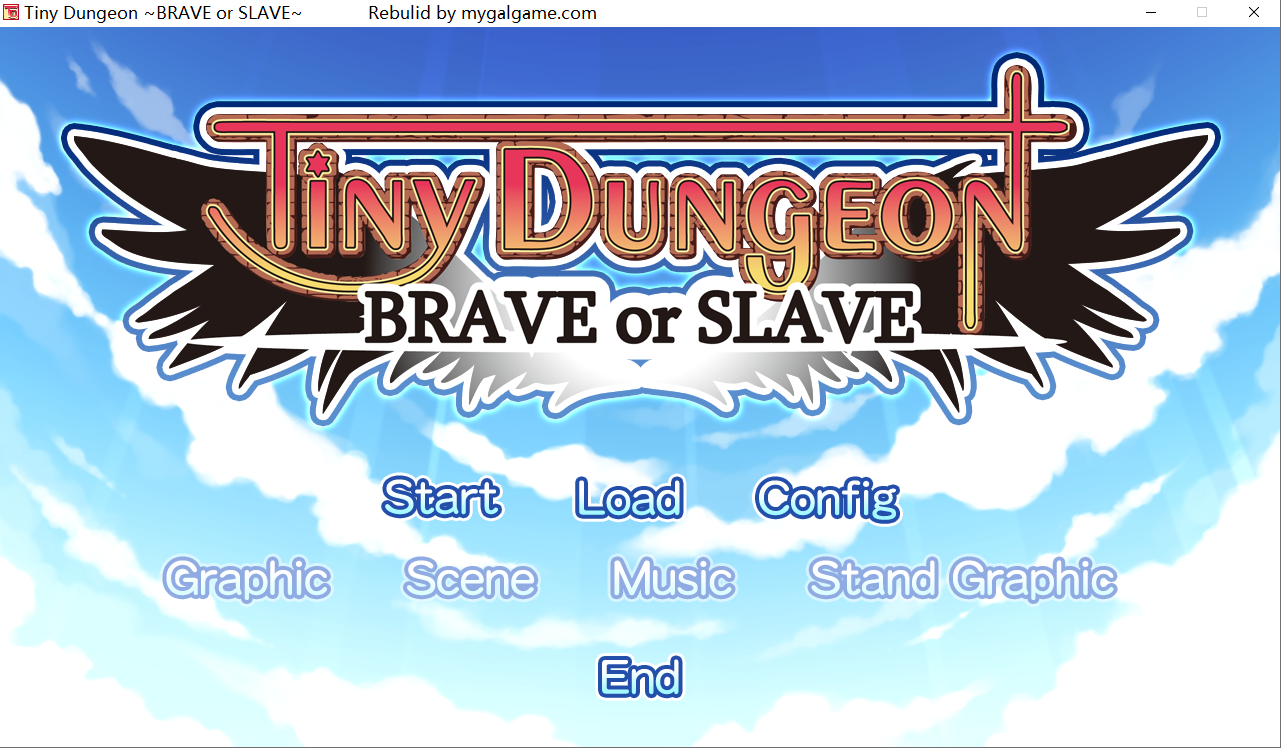 Tiny Dungeon ~BRAVE or SLAVE~ Rebulid by mygalgame.com
Tiny Dungeon
BRAVE or SLAVE
Start Load Config
Graphic Scene Music Stand Graphic
End